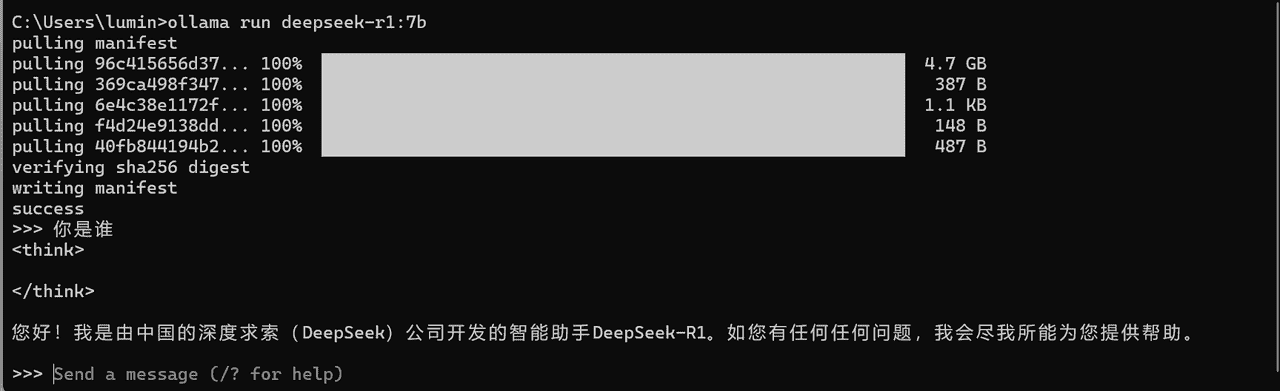 C:\Users\lumin>ollama run deepseek-r1:7b
pulling manifest
pulling 96c415656d37... 100% 4.7 GB
pulling 369ca498f347... 100% 387 B
pulling 6e4c38e1172f... 100% 1.1 KB
pulling f4d24e9138dd... 100% 148 B
pulling 40fb844194b2... 100% 487 B
verifying sha256 digest
writing manifest
success
>>> 你是谁
<think>
</think>
您好！我是由中国的深度求索（DeepSeek）公司开发的智能助手DeepSeek-R1。如您有任何任何问题，我会尽我所能为您提供帮助。
>>> Send a message (/? for help)